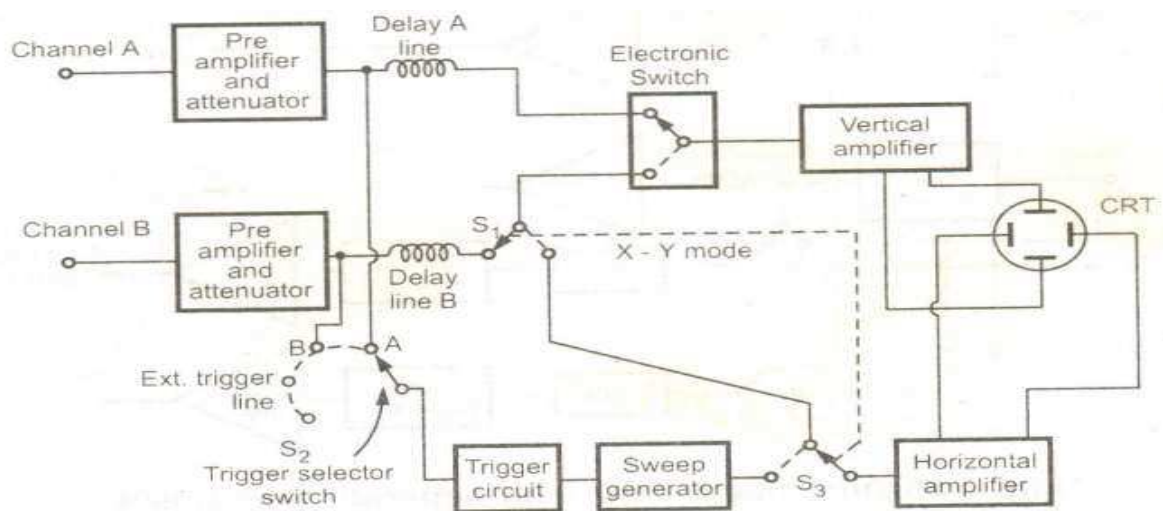 Channel A
Pre
amplifier
and
attenuator
Delay A
line
Electronic
Switch
Vertical
amplifier
CRT
Channel B
Pre
amplifier
and
attenuator
Delay
line B
S1
X - Y mode
B
A
Ext. trigger
line
S2
Trigger selector
switch
Trigger
circuit
Sweep
generator
S3
Horizontal
amplifier